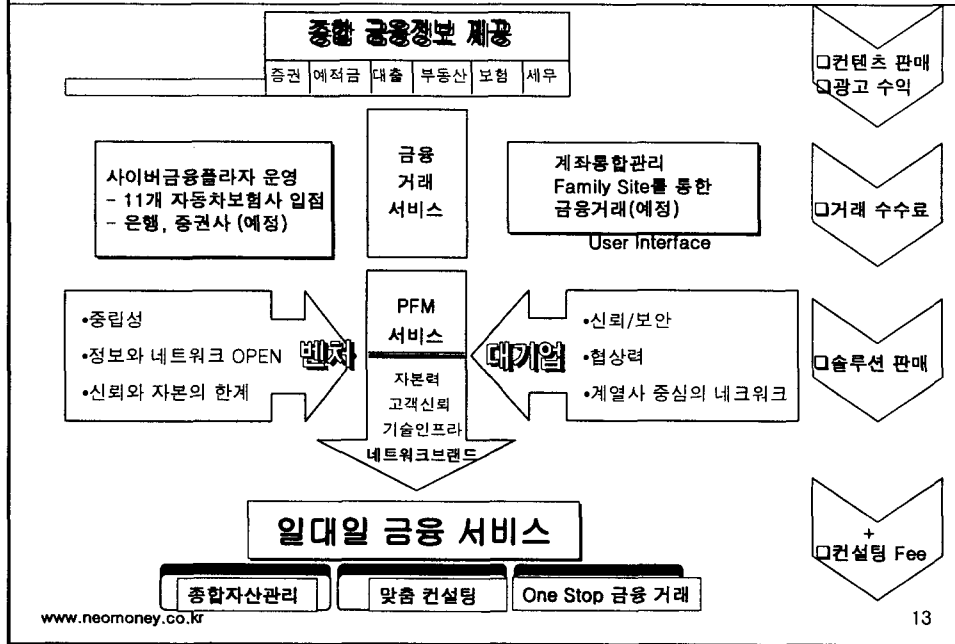 종합 금융정보 제공
증권 예적금 대출 부동산 보험 세무
□컨텐츠 판매
□광고 수익
사이버금융플라자 운영
- 11개 자동차보험사 입점
- 은행, 증권사 (예정)
금융
거래
서비스
계좌통합관리
Family Site를 통한
금융거래(예정)
User Interface
□거래 수수료
•중립성
•정보와 네트워크 OPEN
•신뢰와 자본의 한계
벤처
PFM
서비스
자본력
고객신뢰
기술인프라
네트워크브랜드
대기업
•신뢰/보안
•협상력
•계열사 중심의 네크워크
□솔루션 판매
일대일 금융 서비스
종합자산관리
맞춤 컨설팅
One Stop 금융 거래
+
□컨설팅 Fee
www.neomoney.co.kr
13